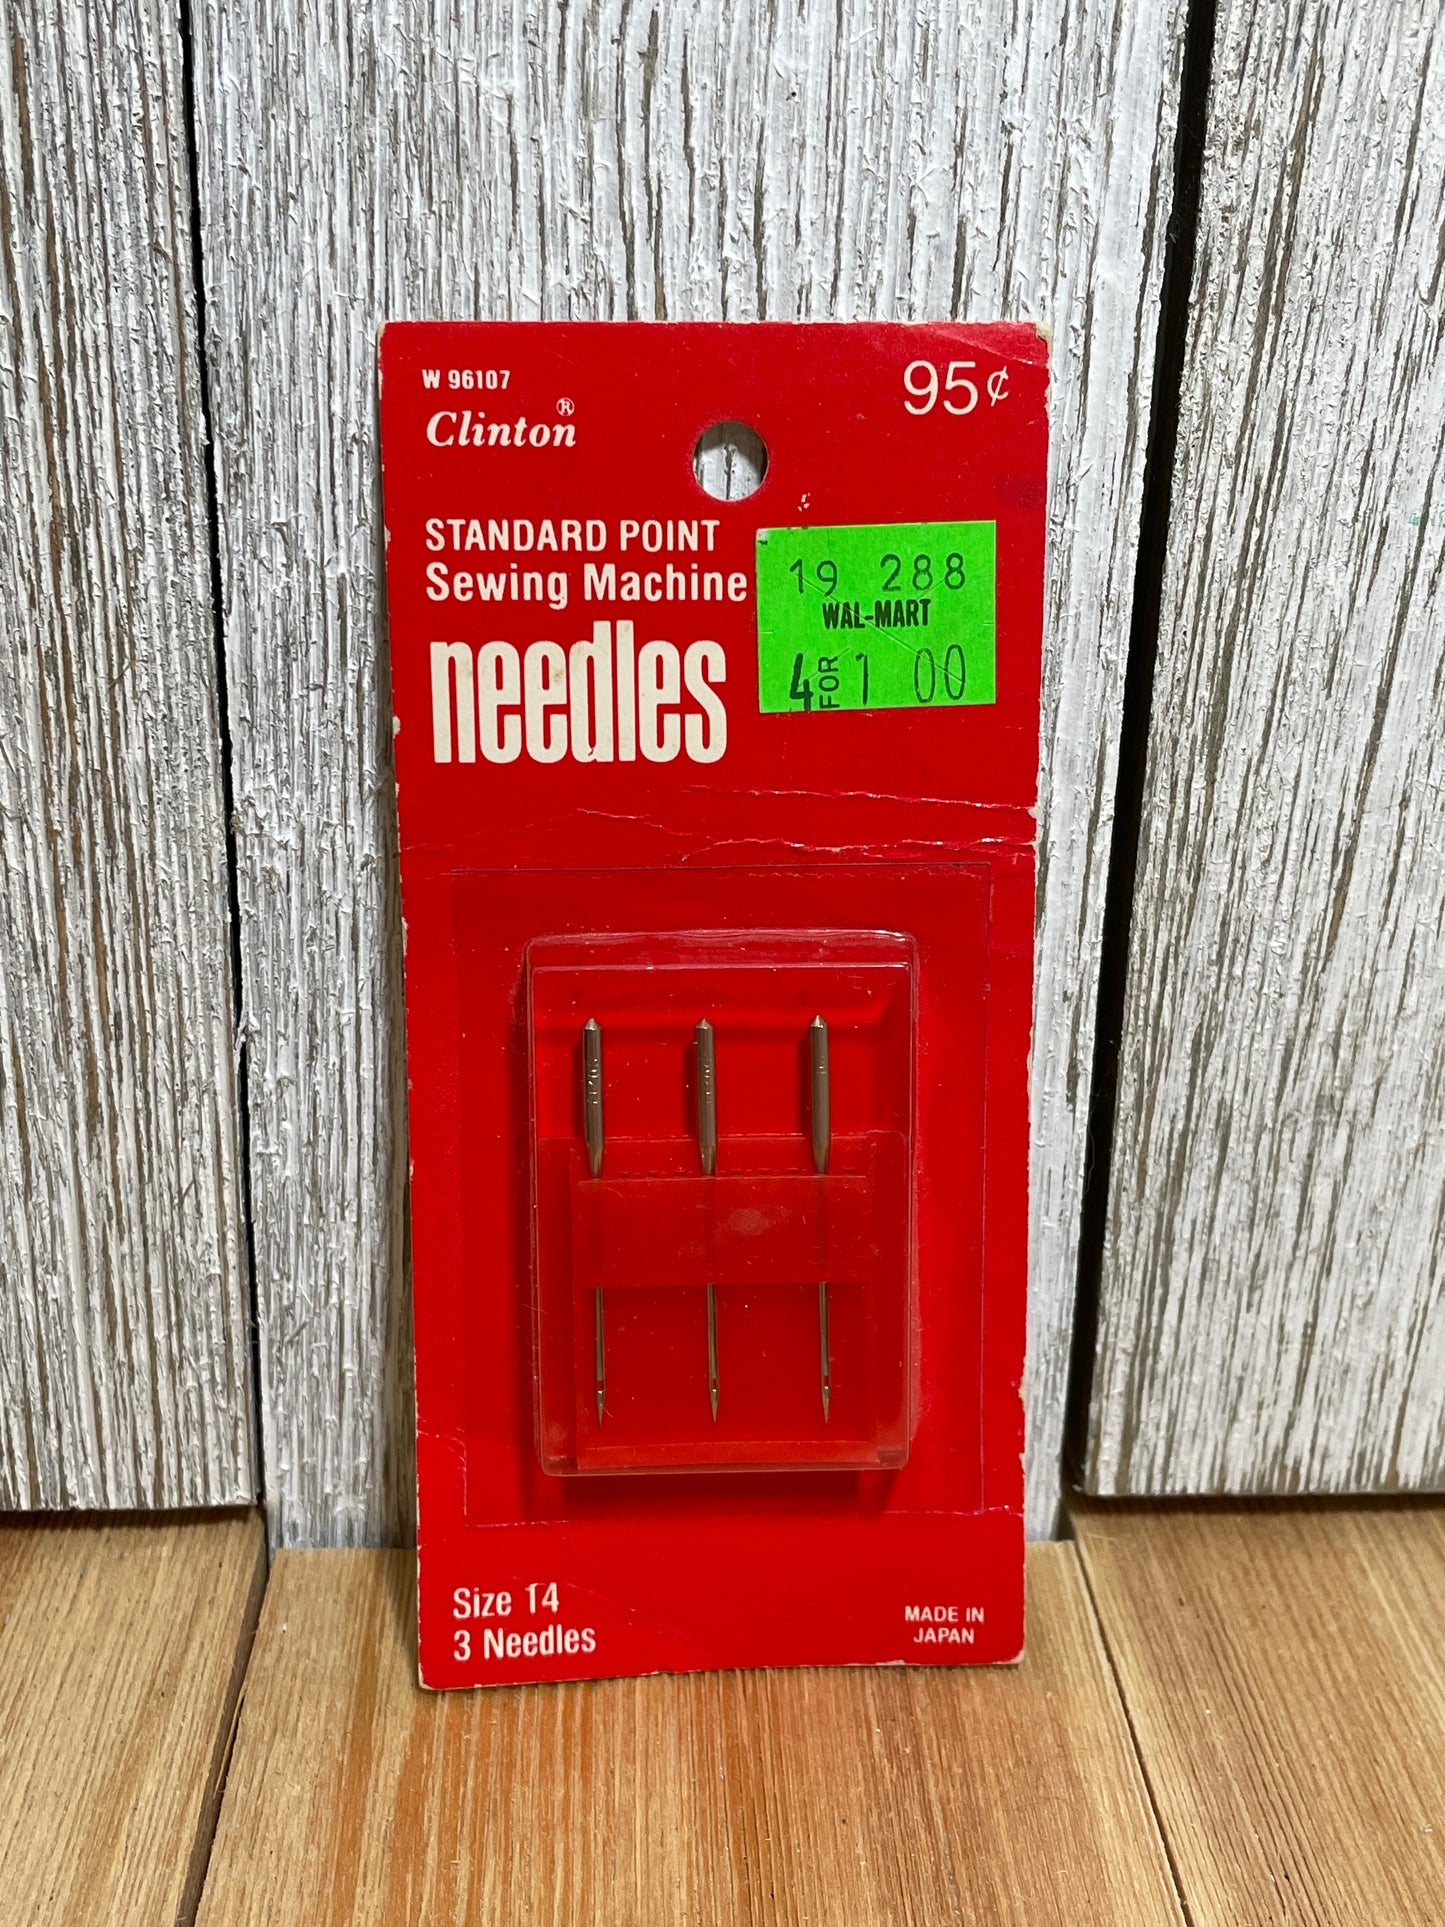 W 96107
Clinton®
95¢
STANDARD POINT
Sewing Machine
needles
19 288
WAL-MART
4 FOR 1 00
Size 14
3 Needles
MADE IN
JAPAN